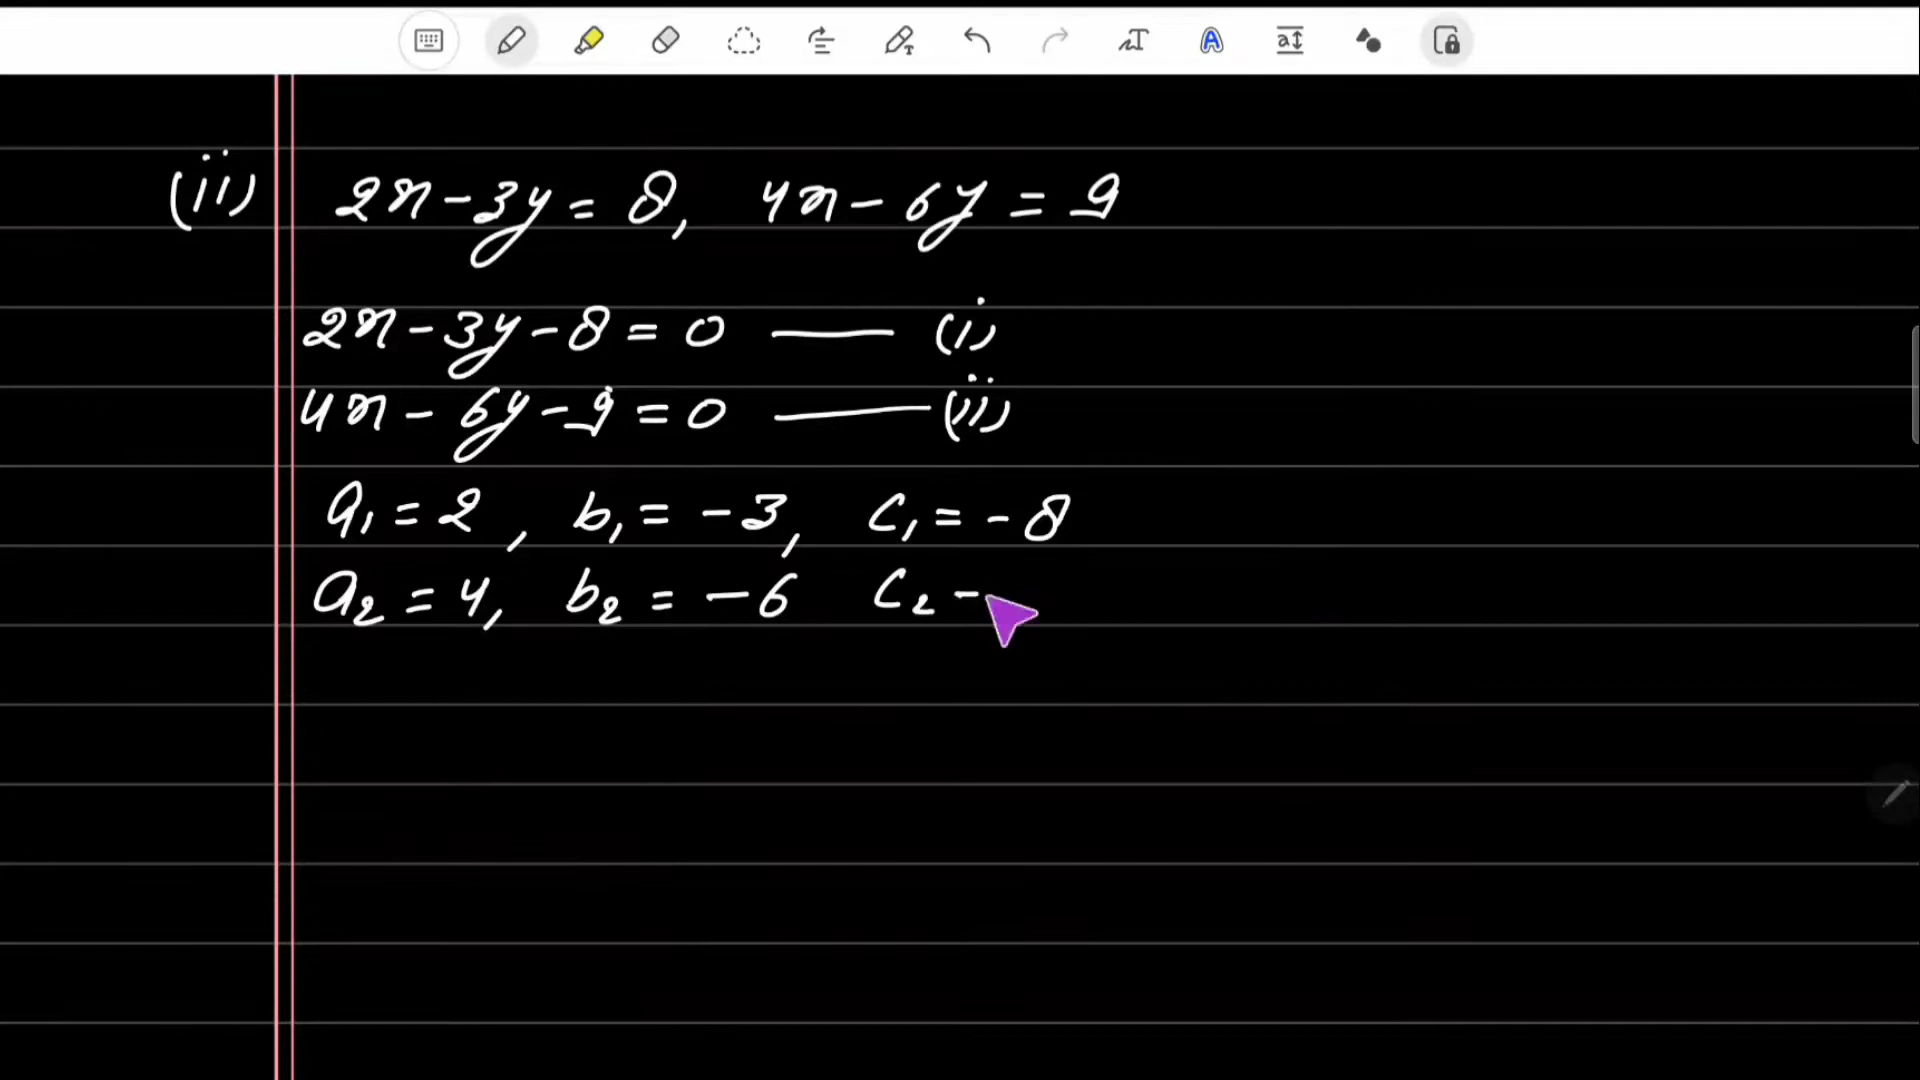 (ii) 2x - 3y = 8, 4x - 6y = 9
2x - 3y - 8 = 0 —— (i)
4x - 6y - 9 = 0 —— (ii)
a₁ = 2, b₁ = -3, c₁ = -8
a₂ = 4, b₂ = -6 c₂ -